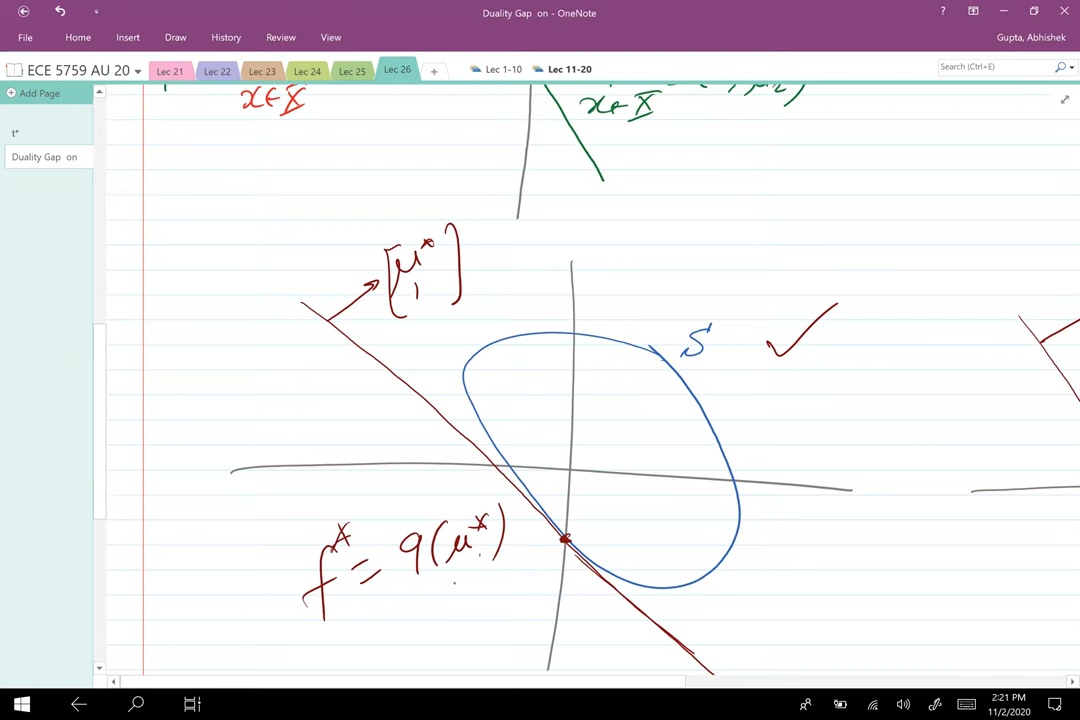 Duality Gap on - OneNote
File Home Insert Draw History Review View
Gupta, Abhishek
ECE 5759 AU 20
Lec 21 Lec 22 Lec 23 Lec 24 Lec 25 Lec 26
Lec 1-10 Lec 11-20
Search (Ctrl+E)
Add Page
t*
Duality Gap on
x∈X
x∈X
[μ*
1]
S
f* = q(μ*)
2:21 PM
11/2/2020